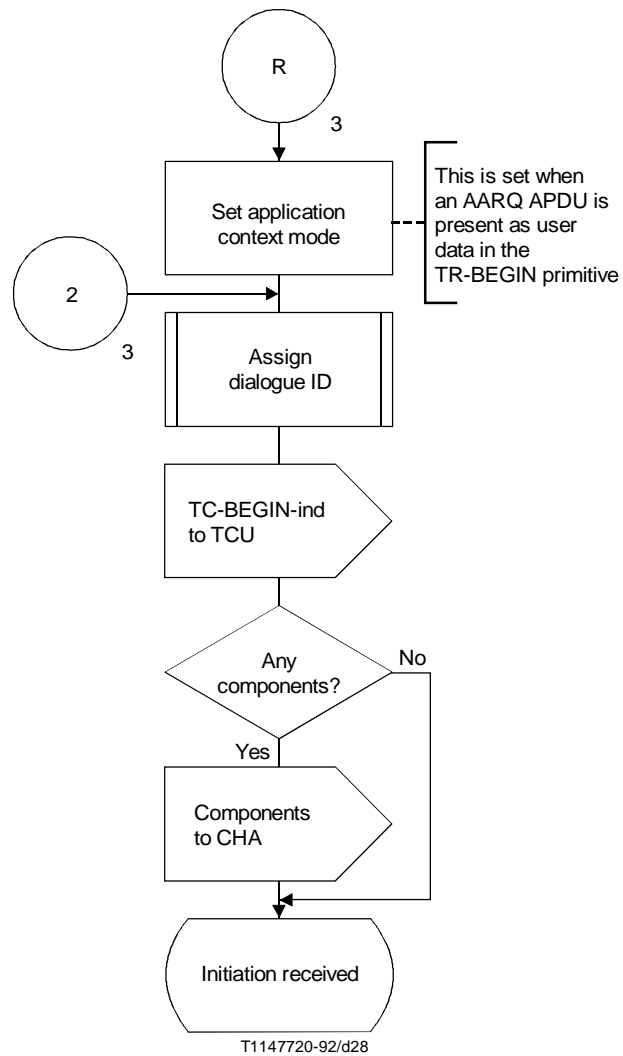 R
3
Set application
context mode
This is set when
an AARQ APDU is
present as user
data in the
TR-BEGIN primitive
2
3
Assign
dialogue ID
TC-BEGIN-ind
to TCU
Any
components?
No
Yes
Components
to CHA
Initiation received
T1147720-92/d28